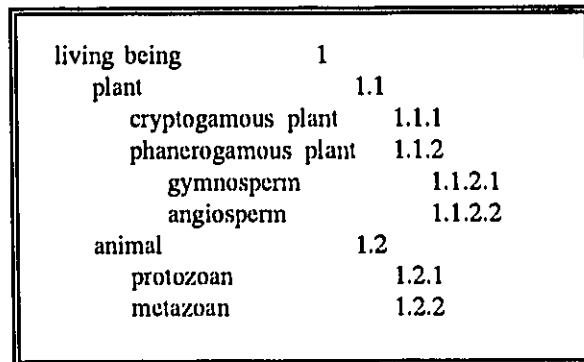 living being 1
plant 1.1
cryptogamous plant 1.1.1
phanerogamous plant 1.1.2
gymnosperm 1.1.2.1
angiosperm 1.1.2.2
animal 1.2
protozoan 1.2.1
metazoan 1.2.2